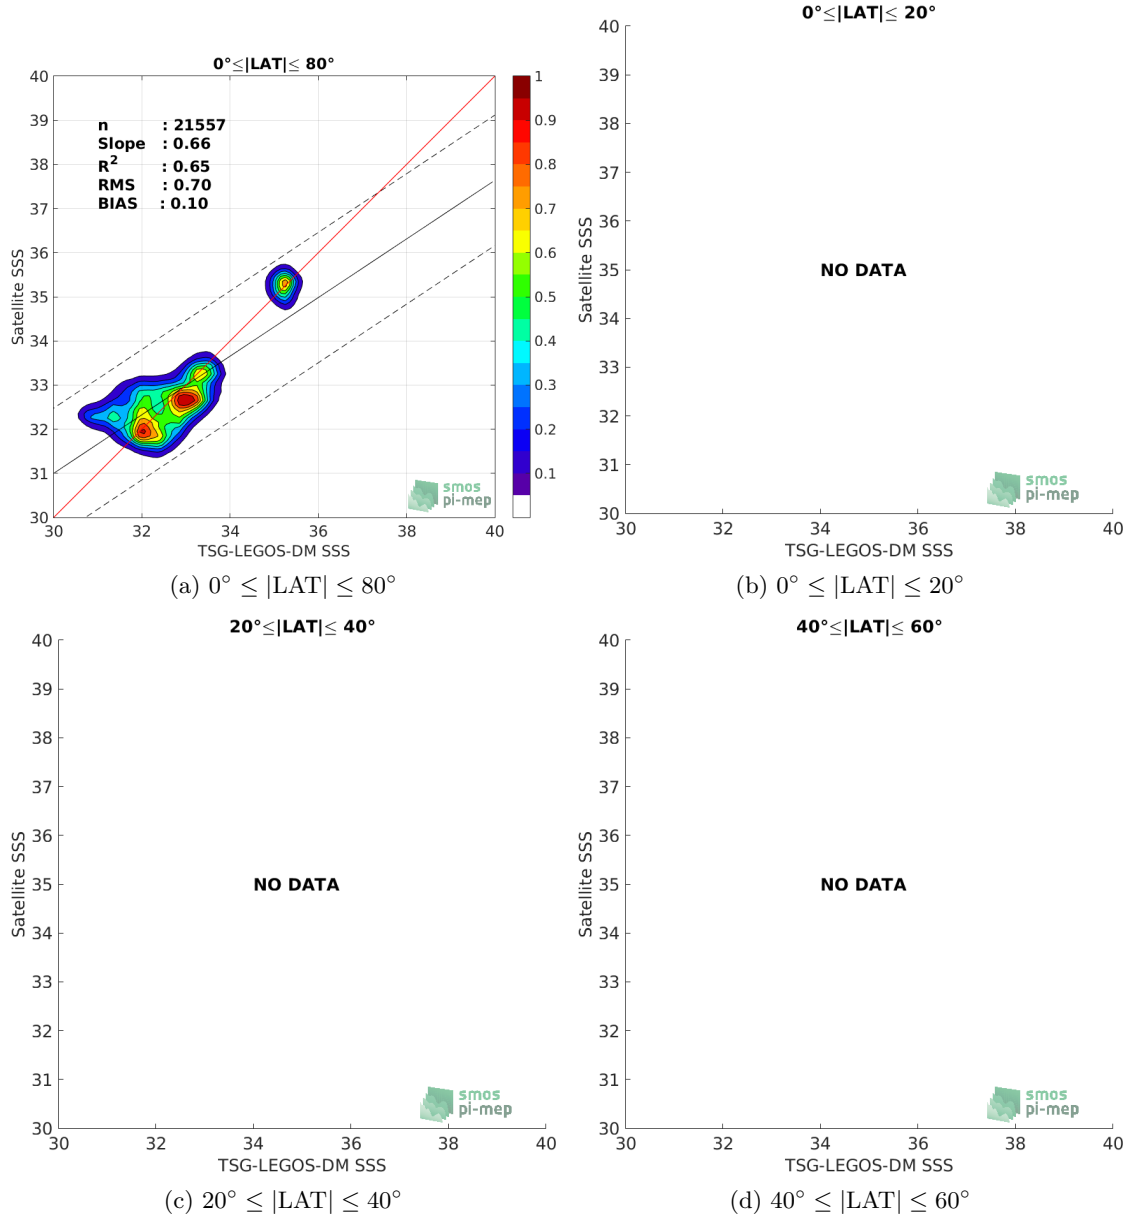 0°≤|LAT|≤ 80°
40
39
38
37
36
35
34
33
32
31
30
Satellite SSS
n : 21557
Slope : 0.66
R2 : 0.65
RMS : 0.70
BIAS : 0.10
1
0.9
0.8
0.7
0.6
0.5
0.4
0.3
0.2
0.1
smos
pi-mep
30 32 34 36 38 40
TSG-LEGOS-DM SSS
(a) 0° ≤ |LAT| ≤ 80°
0°≤|LAT|≤ 20°
40
39
38
37
36
35
34
33
32
31
30
Satellite SSS
NO DATA
smos
pi-mep
30 32 34 36 38 40
TSG-LEGOS-DM SSS
(b) 0° ≤ |LAT| ≤ 20°
20°≤|LAT|≤ 40°
40
39
38
37
36
35
34
33
32
31
30
Satellite SSS
NO DATA
smos
pi-mep
30 32 34 36 38 40
TSG-LEGOS-DM SSS
(c) 20° ≤ |LAT| ≤ 40°
40°≤|LAT|≤ 60°
40
39
38
37
36
35
34
33
32
31
30
Satellite SSS
NO DATA
smos
pi-mep
30 32 34 36 38 40
TSG-LEGOS-DM SSS
(d) 40° ≤ |LAT| ≤ 60°